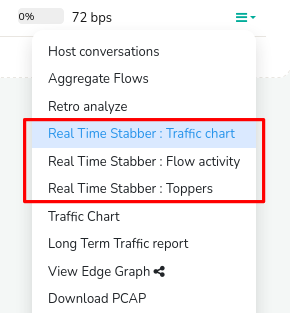 0% 72 bps
Host conversations
Aggregate Flows
Retro analyze
Real Time Stabber : Traffic chart
Real Time Stabber : Flow activity
Real Time Stabber : Toppers
Traffic Chart
Long Term Traffic report
View Edge Graph
Download PCAP